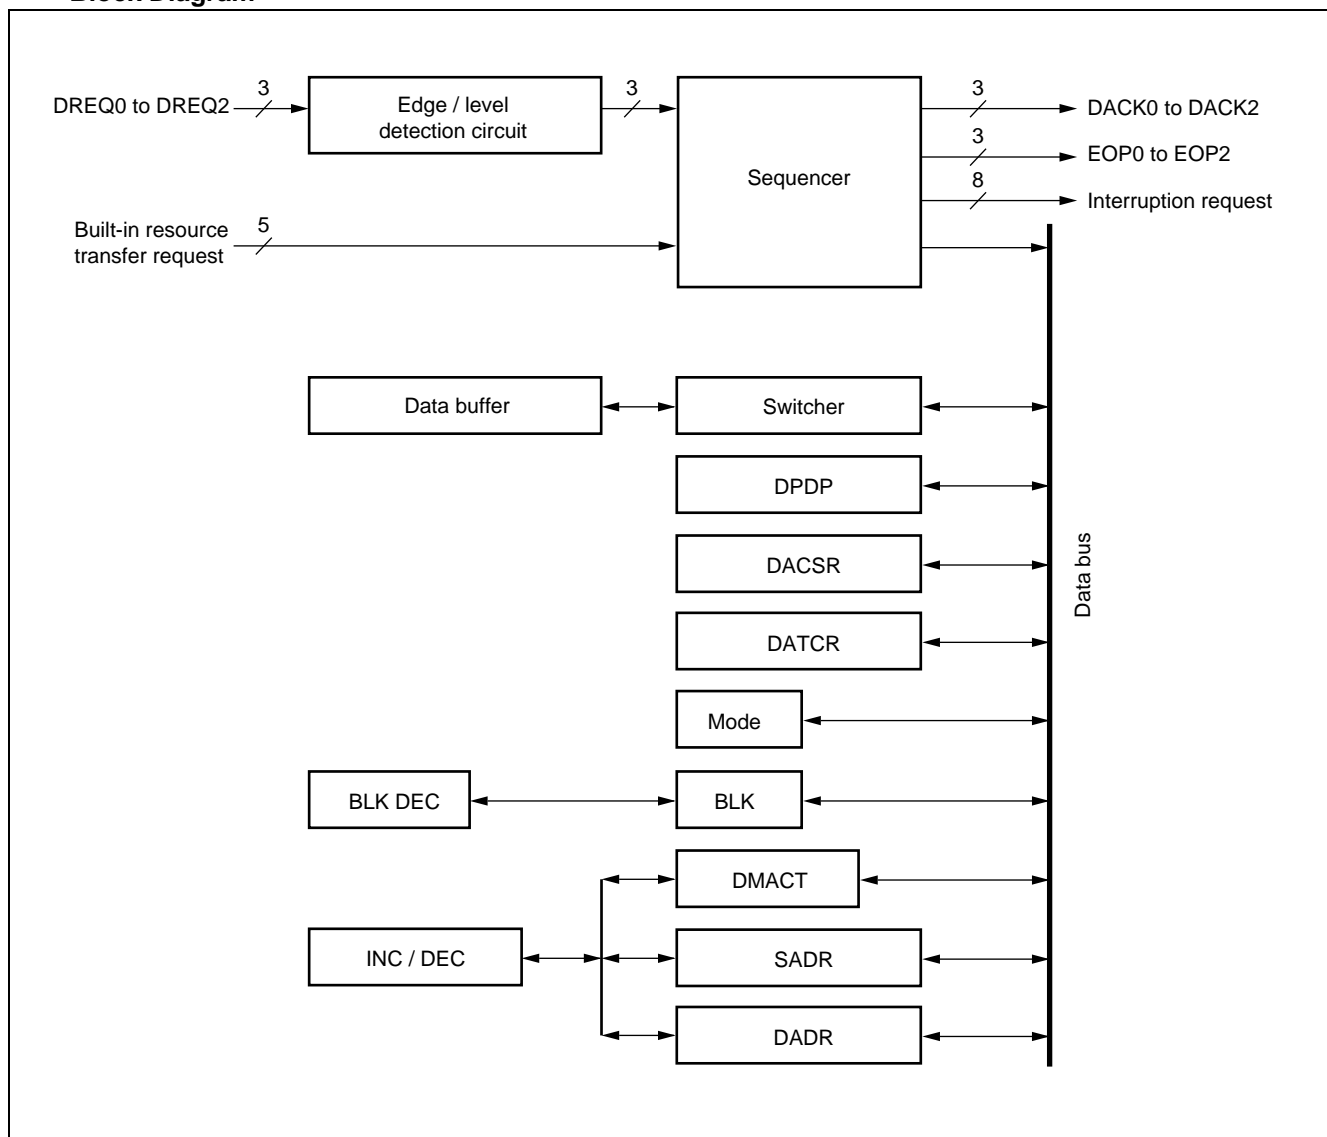 Block Diagram
3
3
3
DREQ0 to DREQ2
Edge / level
detection circuit
DACK0 to DACK2
3
EOP0 to EOP2
Sequencer
8
Interruption request
5
Built-in resource
transfer request
Data buffer
Switcher
DPDP
DACSR
Data bus
DATCR
Mode
BLK DEC
BLK
DMACT
INC / DEC
SADR
DADR